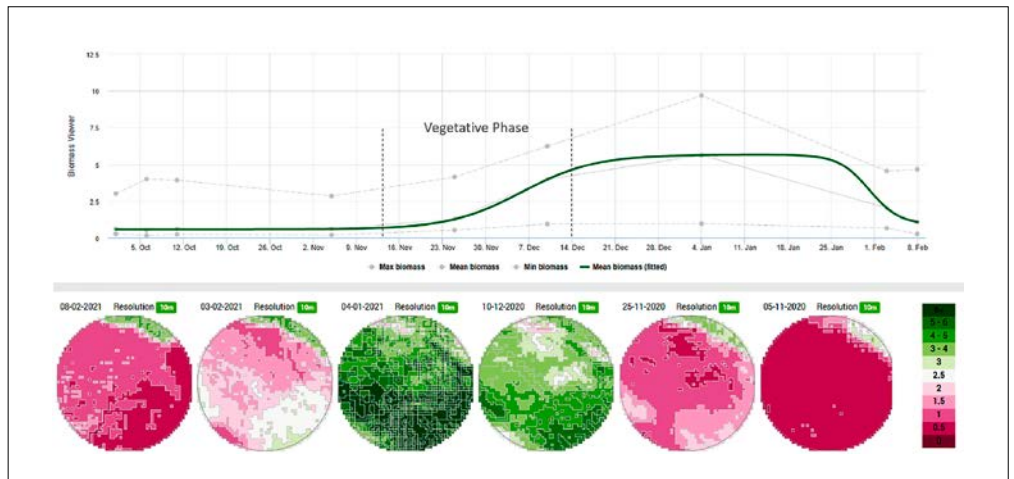 12.5
10
7.5
5
2.5
0
Biomass Viewer
Vegetative Phase
5. Oct 12. Oct 19. Oct 26. Oct 2. Nov 9. Nov 16. Nov 23. Nov 30. Nov 7. Dec 14. Dec 21. Dec 28. Dec 4. Jan 11. Jan 18. Jan 25. Jan 1. Feb 8. Feb
Max biomass Mean biomass Min biomass Mean biomass (fitted)
08-02-2021 Resolution 10m 03-02-2021 Resolution 10m 04-01-2021 Resolution 10m 10-12-2020 Resolution 10m 25-11-2020 Resolution 10m 05-11-2020 Resolution 10m
5 - 6
4 - 5
3 - 4
3
2.5
2
1,5
1
0.5
0